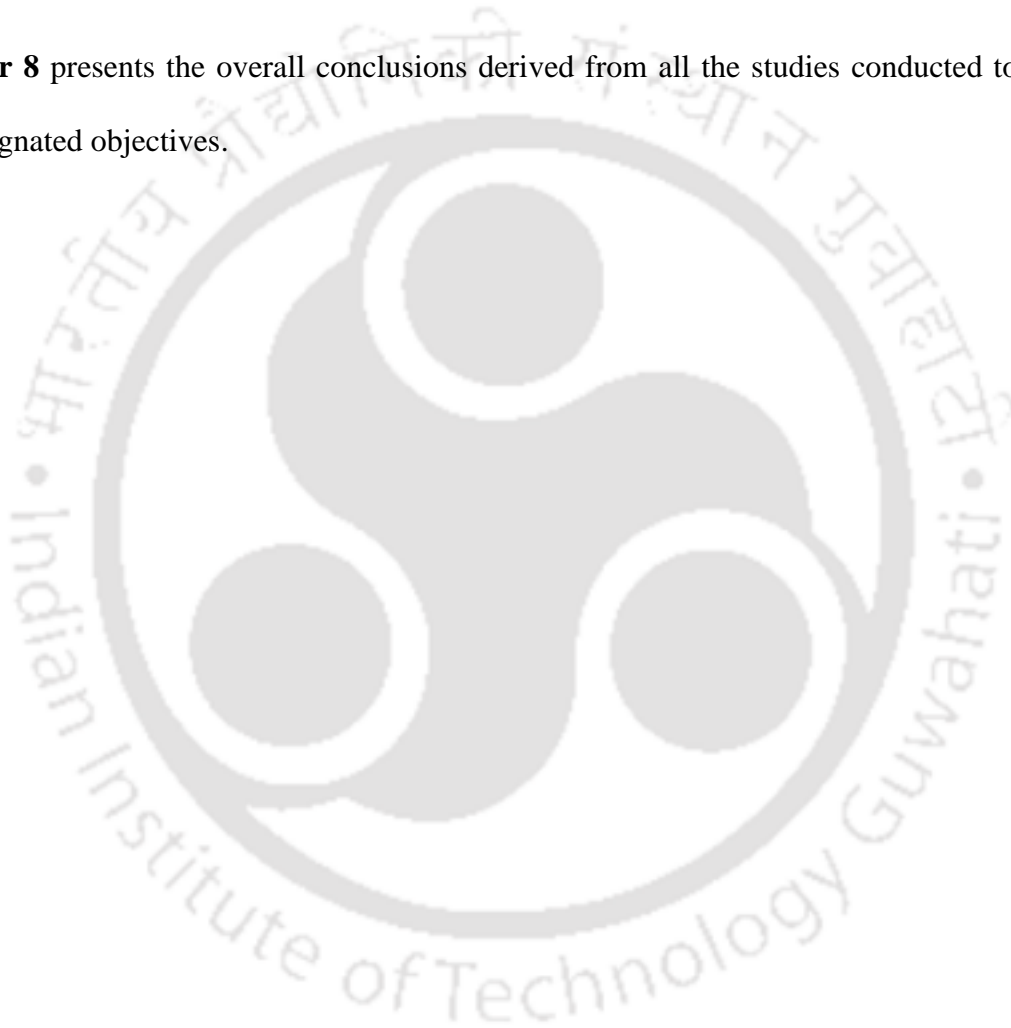 r 8 presents the overall conclusions derived from all the studies conducted to
gnated objectives.
भारतीय प्रौद्योगिकी संस्थान गुवाहाटी
• Indian Institute of Technology Guwahati •